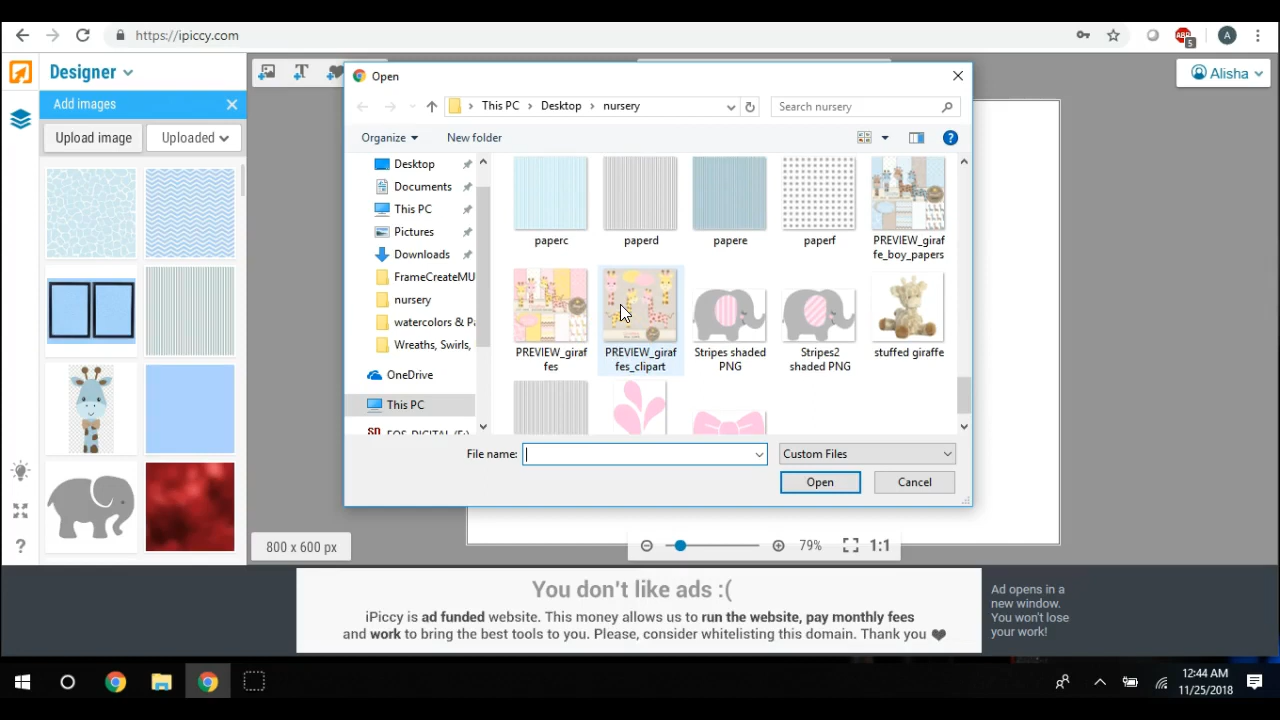 https://ipiccy.com
ABP
5
A
Designer
Alisha
Add images
Upload image
Uploaded
Open
This PC
Desktop
nursery
Search nursery
Organize
New folder
Desktop
Documents
This PC
Pictures
Downloads
FrameCreateMU
nursery
watercolors & P
Wreaths, Swirls,
OneDrive
This PC
EOS_DIGITAL (F:)
paperc
paperd
papere
paperf
PREVIEW_giraf
fe_boy_papers
PREVIEW_giraf
fes
PREVIEW_giraf
fes_clipart
Stripes shaded
PNG
Stripes2
shaded PNG
stuffed giraffe
File name:
Custom Files
Open
Cancel
800 x 600 px
79%
1:1
You don't like ads :(
iPiccy is ad funded website. This money allows us to run the website, pay monthly fees
and work to bring the best tools to you. Please, consider whitelisting this domain. Thank you
Ad opens in a
new window.
You won't lose
your work!
12:44 AM
11/25/2018